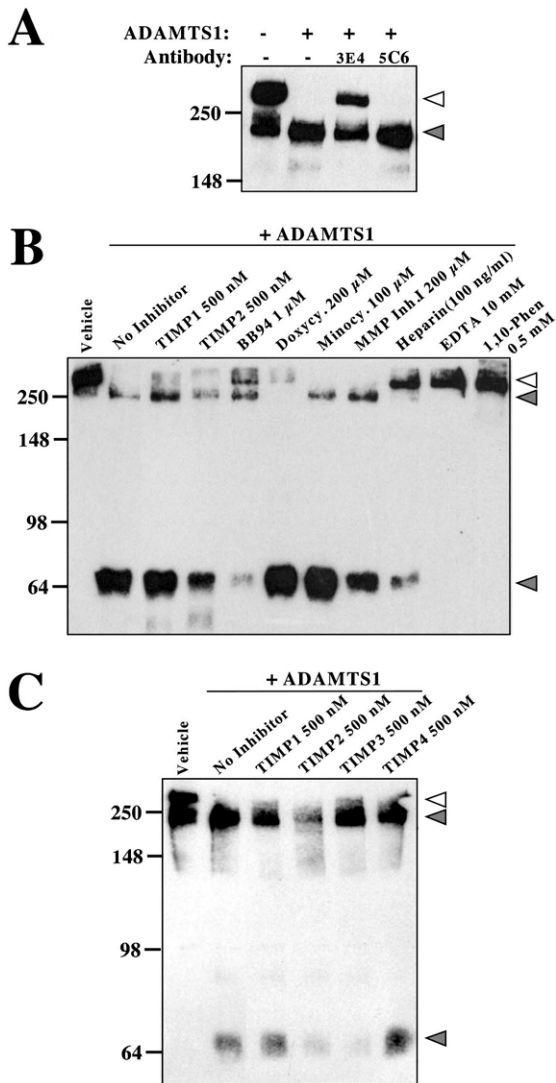 A
ADAMTS1: - + + +
Antibody: - - 3E4 5C6
250
148
B
+ ADAMTS1
Vehicle
No Inhibitor
TIMP1 500 nM
TIMP2 500 nM
BB94 1 µM
Doxycy. 200 µM
Minocy. 100 µM
MMP Inh.I 200 µM
Heparin(100 ng/ml)
EDTA 10 mM
1,10-Phen
0.5 mM
250
148
98
64
C
+ ADAMTS1
Vehicle
No Inhibitor
TIMP1 500 nM
TIMP2 500 nM
TIMP3 500 nM
TIMP4 500 nM
250
148
98
64